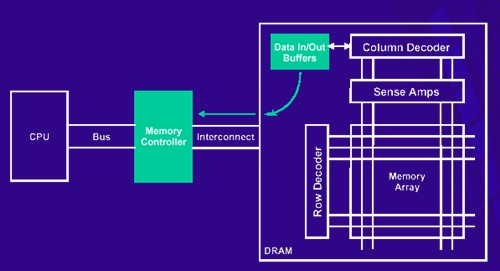 Data In/Out
Buffers
Column Decoder
Sense Amps
CPU
Bus
Memory
Controller
Interconnect
Row Decoder
Memory
Array
DRAM